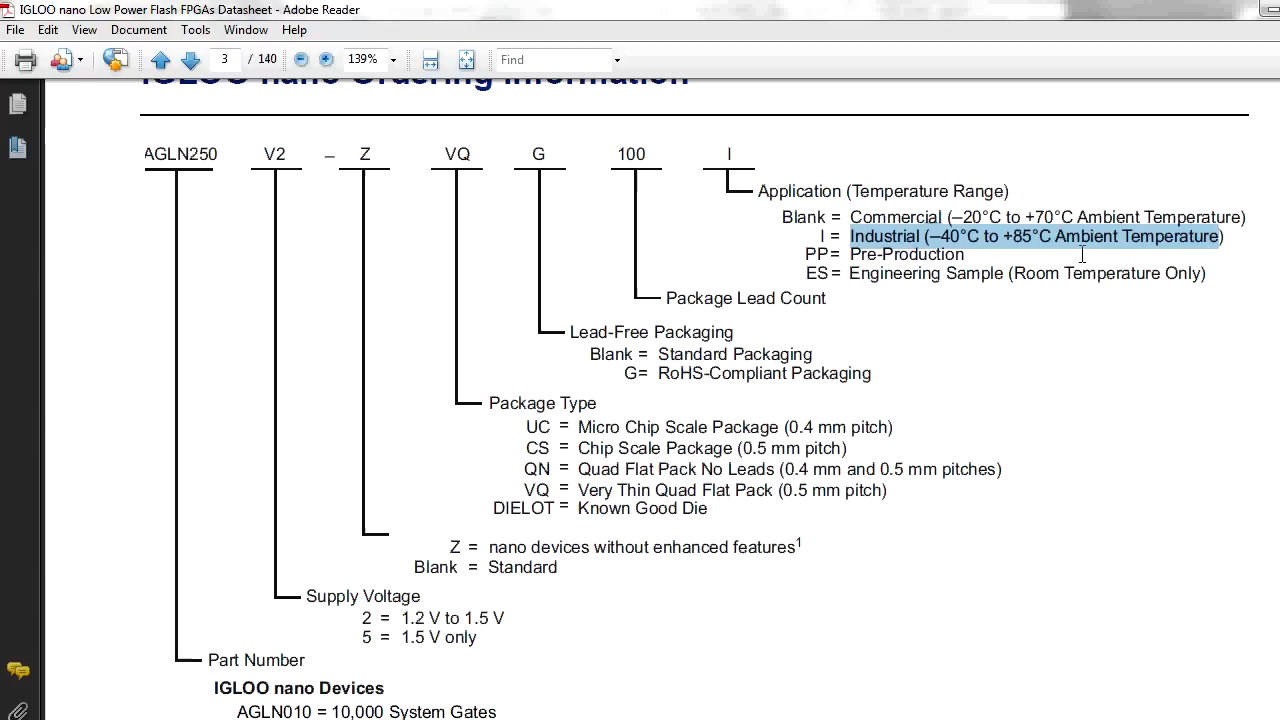 IGLOO nano Low Power Flash FPGAs Datasheet - Adobe Reader
File Edit View Document Tools Window Help
3 / 140 139% Find
IGLOO nano Ordering Information
AGLN250 V2 – Z VQ G 100 I
Application (Temperature Range)
Blank = Commercial (–20°C to +70°C Ambient Temperature)
I = Industrial (–40°C to +85°C Ambient Temperature)
PP= Pre-Production
ES= Engineering Sample (Room Temperature Only)
Package Lead Count
Lead-Free Packaging
Blank = Standard Packaging
G= RoHS-Compliant Packaging
Package Type
UC = Micro Chip Scale Package (0.4 mm pitch)
CS = Chip Scale Package (0.5 mm pitch)
QN = Quad Flat Pack No Leads (0.4 mm and 0.5 mm pitches)
VQ = Very Thin Quad Flat Pack (0.5 mm pitch)
DIELOT = Known Good Die
Z = nano devices without enhanced features1
Blank = Standard
Supply Voltage
2 = 1.2 V to 1.5 V
5 = 1.5 V only
Part Number
IGLOO nano Devices
AGLN010 = 10,000 System Gates